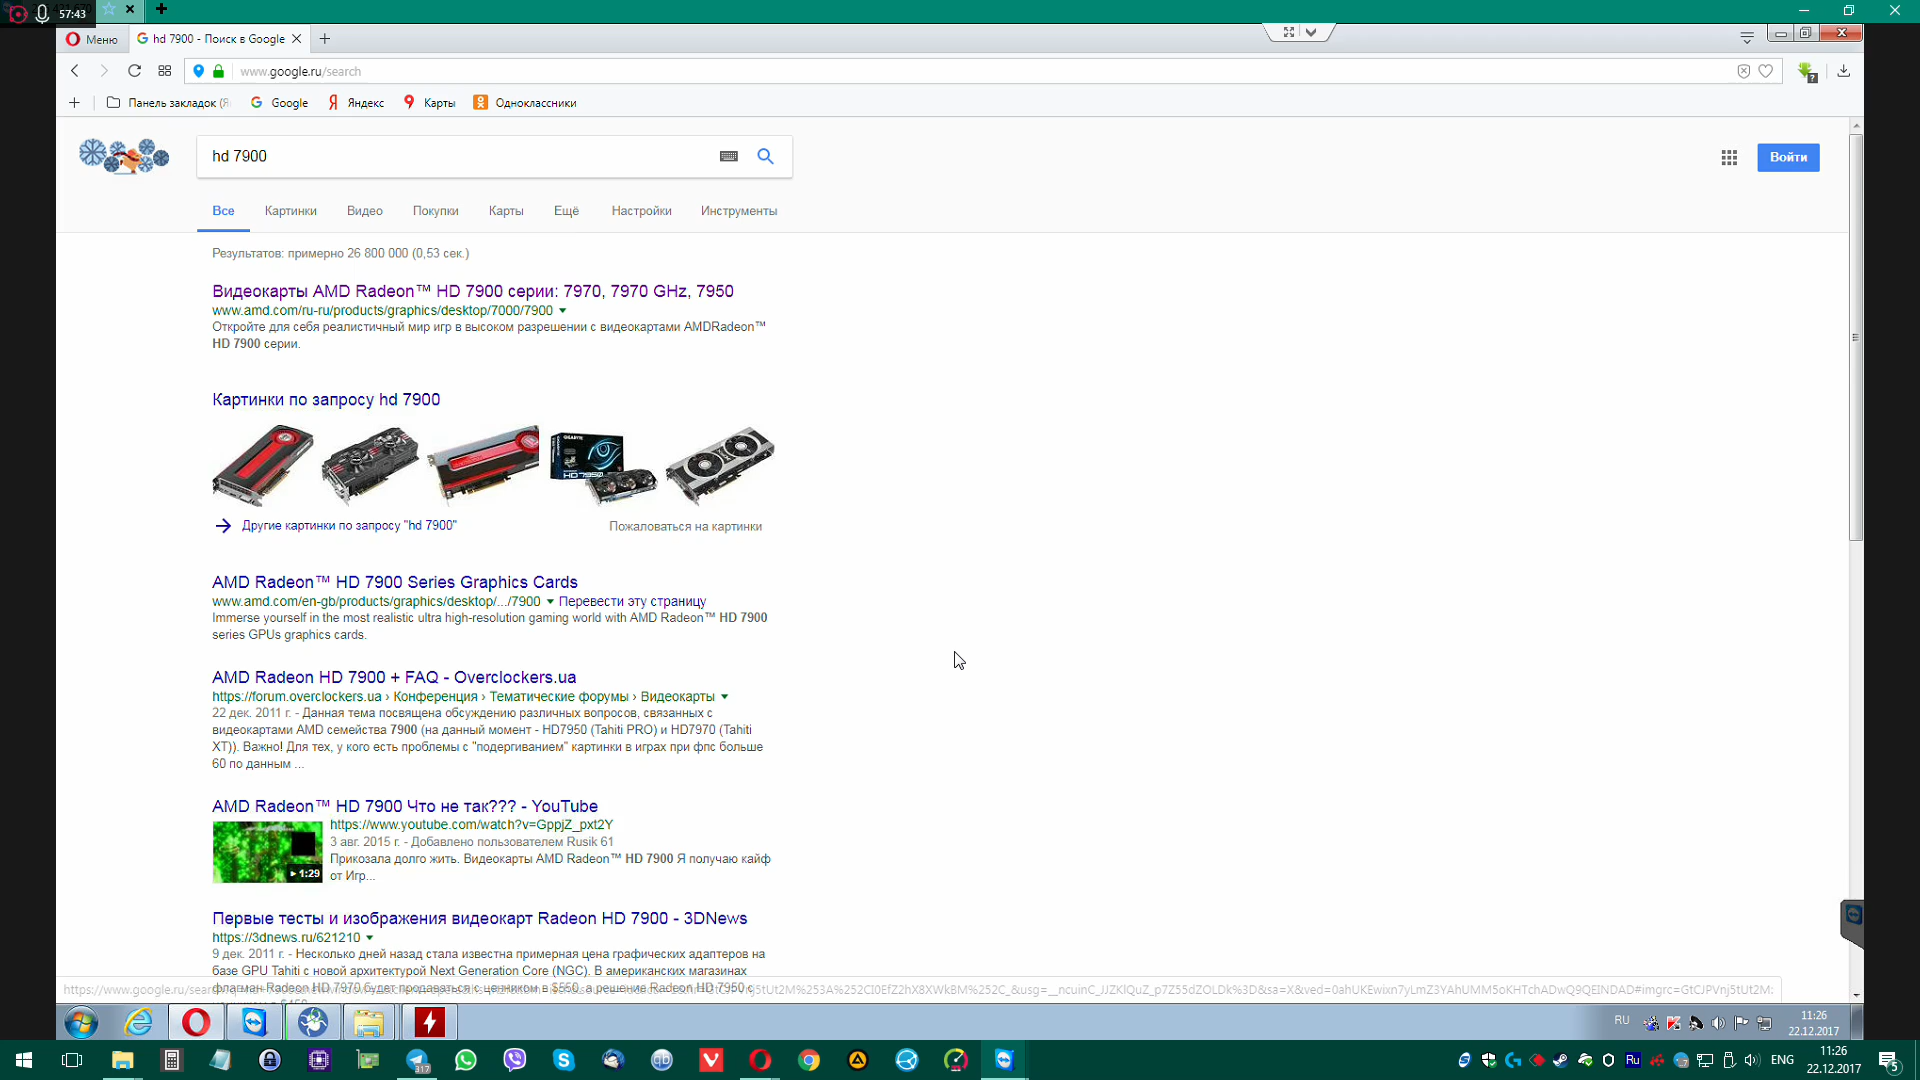 57:43
Меню
hd 7900 - Поиск в Google
www.google.ru/search
Панель закладок (Я
Google
Яндекс
Карты
Одноклассники
hd 7900
Войти
Все
Картинки
Видео
Покупки
Карты
Ещё
Настройки
Инструменты
Результатов: примерно 26 800 000 (0,53 сек.)
Видеокарты AMD Radeon™ HD 7900 серии: 7970, 7970 GHz, 7950
www.amd.com/ru-ru/products/graphics/desktop/7000/7900
Откройте для себя реалистичный мир игр в высоком разрешении с видеокартами AMDRadeon™
HD 7900 серии.
Картинки по запросу hd 7900
Другие картинки по запросу "hd 7900"
Пожаловаться на картинки
AMD Radeon™ HD 7900 Series Graphics Cards
www.amd.com/en-gb/products/graphics/desktop/.../7900 Перевести эту страницу
Immerse yourself in the most realistic ultra high-resolution gaming world with AMD Radeon™ HD 7900
series GPUs graphics cards.
AMD Radeon HD 7900 + FAQ - Overclockers.ua
https://forum.overclockers.ua › Конференция › Тематические форумы › Видеокарты
22 дек. 2011 г. - Данная тема посвящена обсуждению различных вопросов, связанных с
видеокартами AMD семейства 7900 (на данный момент - HD7950 (Tahiti PRO) и HD7970 (Tahiti
XT)). Важно! Для тех, у кого есть проблемы с "подергиванием" картинки в играх при фпс больше
60 по данным ...
AMD Radeon™ HD 7900 Что не так??? - YouTube
https://www.youtube.com/watch?v=GppjZ_pxt2Y
3 авг. 2015 г. - Добавлено пользователем Rusik 61
Прикозала долго жить. Видеокарты AMD Radeon™ HD 7900 Я получаю кайф
от Игр...
1:29
Первые тесты и изображения видеокарт Radeon HD 7900 - 3DNews
https://3dnews.ru/621210
9 дек. 2011 г. - Несколько дней назад стала известна примерная цена графических адаптеров на
базе GPU Tahiti с новой архитектурой Next Generation Core (NGC). В американских магазинах
флагман Radeon HD 7970 будет продаваться с ценником в $550, а решение Radeon HD 7950 с
RU
11:26
22.12.2017
317
Ru
ENG
11:26
22.12.2017
5